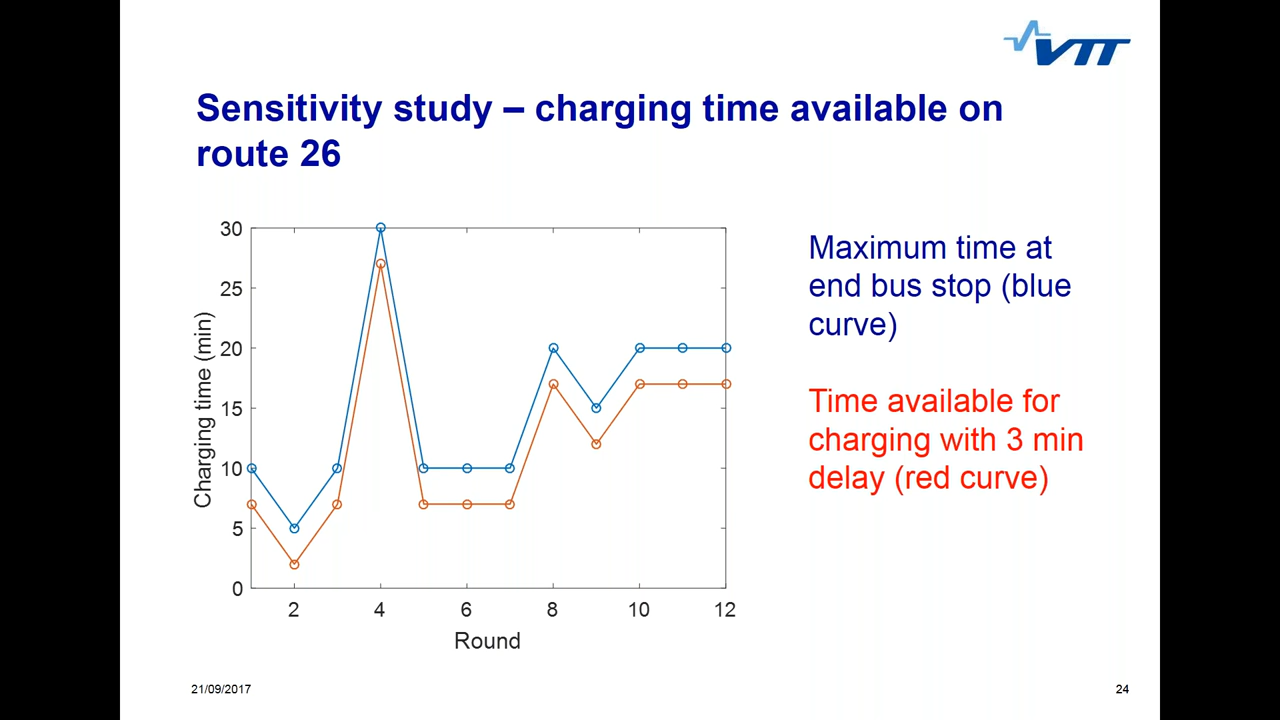 VTT
Sensitivity study – charging time available on
route 26
30
25
20
15
10
5
0
Charging time (min)
2
4
6
8
10
12
Round
Maximum time at
end bus stop (blue
curve)
Time available for
charging with 3 min
delay (red curve)
21/09/2017
24